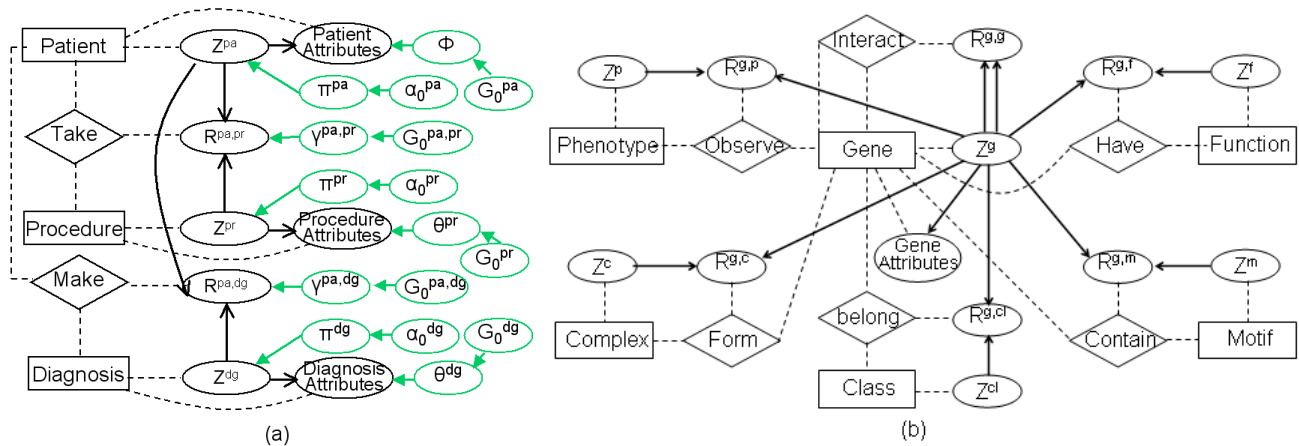 Patient
Z^pa
Patient
Attributes
Φ
G₀^pa
π^pa
α₀^pa
Take
R^pa,pr
γ^pa,pr
G₀^pa,pr
π^pr
α₀^pr
Procedure
Z^pr
Procedure
Attributes
θ^pr
G₀^pr
Make
R^pa,dg
γ^pa,dg
G₀^pa,dg
π^dg
α₀^dg
G₀^dg
Diagnosis
Z^dg
Diagnosis
Attributes
θ^dg
(a)
Interact
R^g,g
Z^p
R^g,p
R^g,f
Z^f
Phenotype
Observe
Gene
Z^g
Have
Function
Z^c
R^g,c
Gene
Attributes
R^g,m
Z^m
belong
R^g,cl
Complex
Form
Contain
Motif
Class
Z^cl
(b)